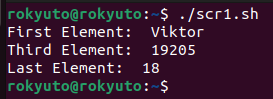 rokyuto@rokyuto:~$ ./scr1.sh
First Element:  Viktor
Third Element:  19205
Last Element:  18
rokyuto@rokyuto:~$